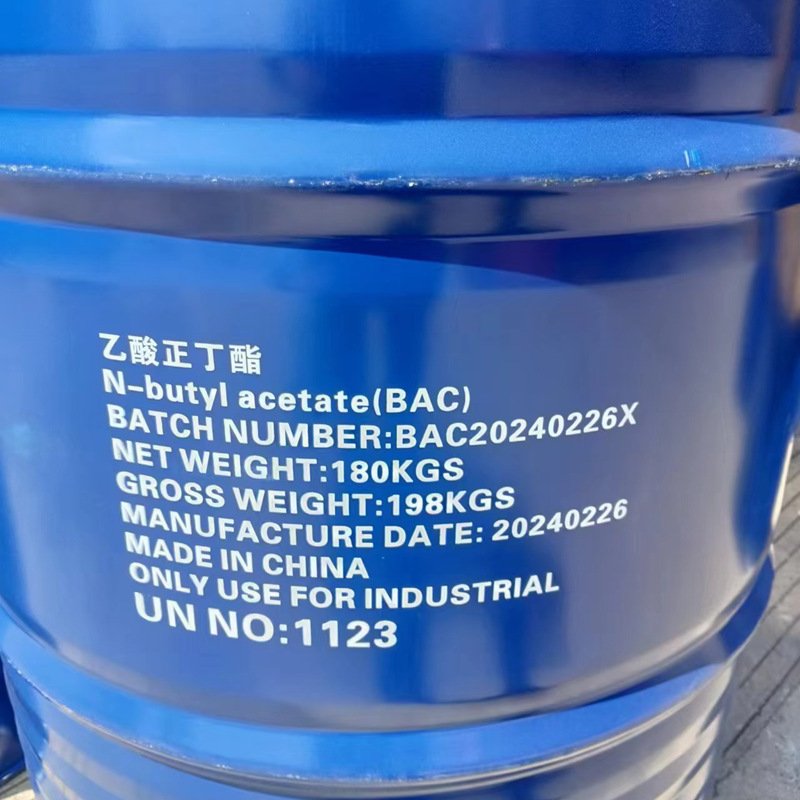 乙酸正丁酯
N-butyl acetate(BAC)
BATCH NUMBER:BAC20240226X
NET WEIGHT:180KGS
GROSS WEIGHT:198KGS
MANUFACTURE DATE: 20240226
MADE IN CHINA
ONLY USE FOR INDUSTRIAL
UN NO:1123